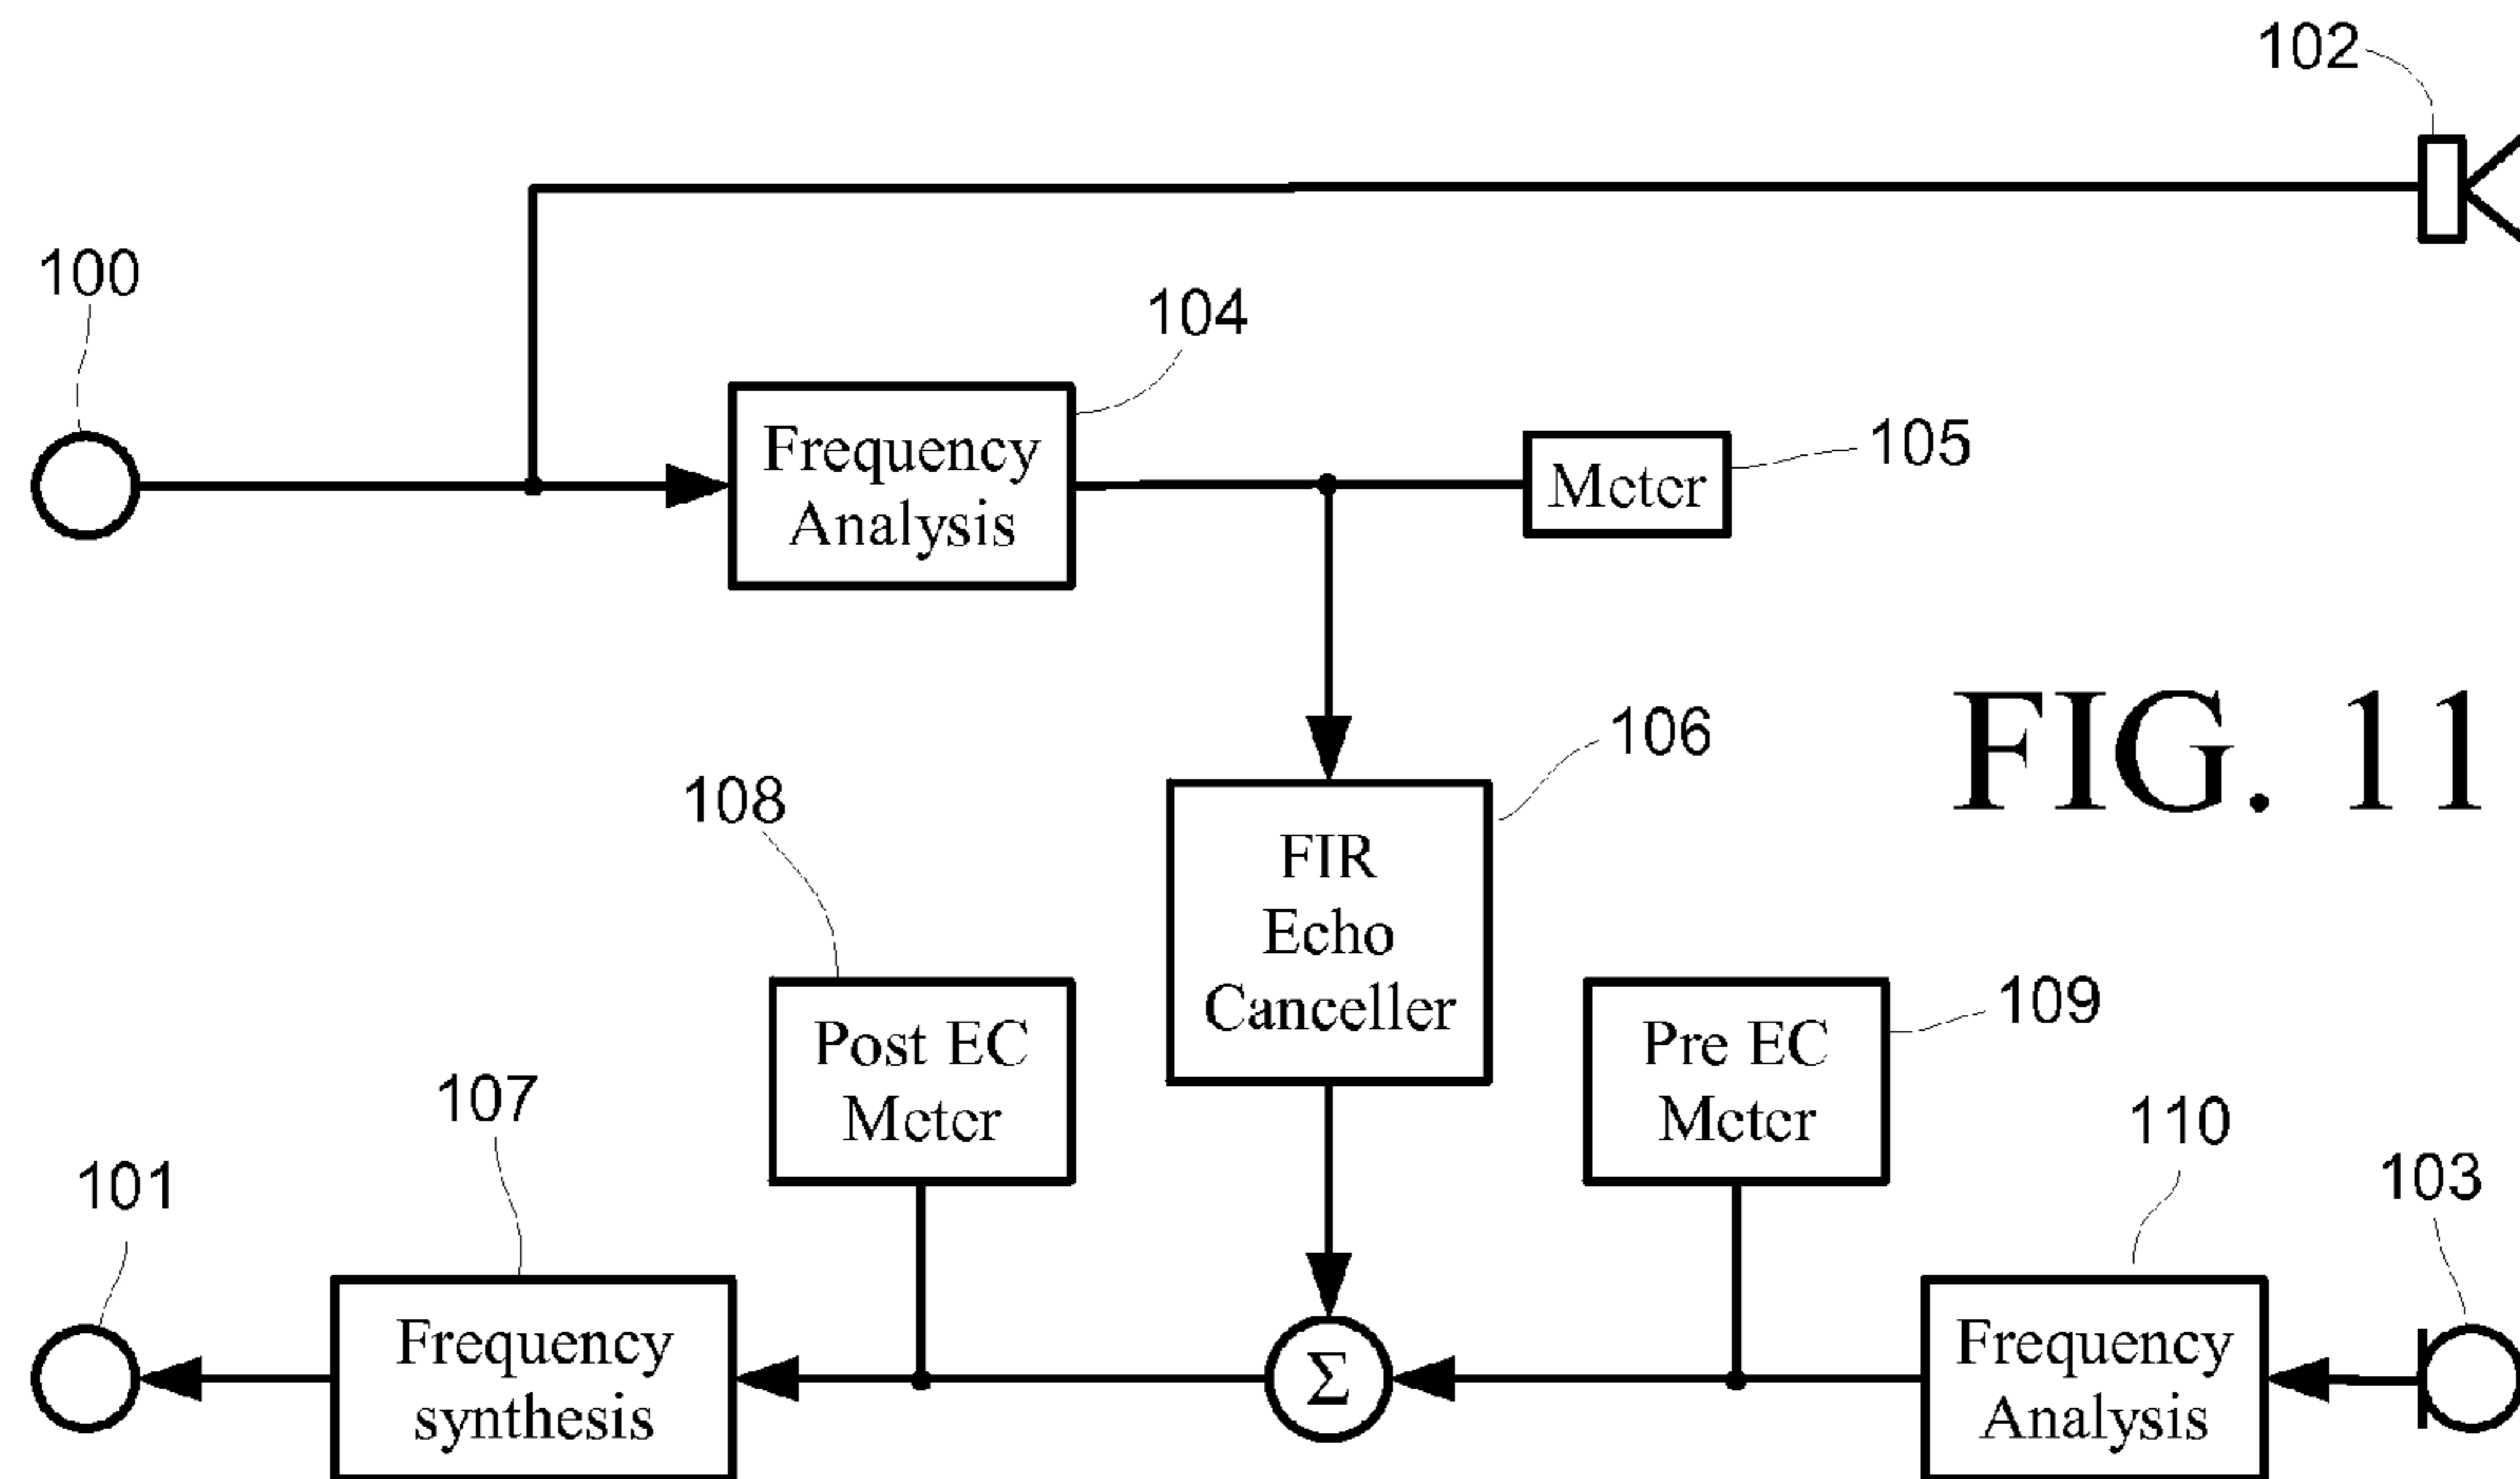 102
100
104
Frequency
Analysis
Meter
105
106
FIG. 11
108
FIR
Echo
Canceller
Post EC
Meter
Pre EC
Meter
109
107
110
101
103
Frequency
synthesis
Σ
Frequency
Analysis